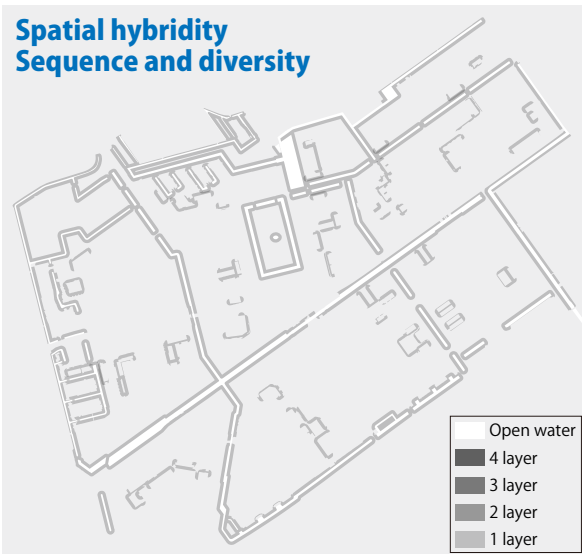 Spatial hybridity
Sequence and diversity
Open water
4 layer
3 layer
2 layer
1 layer